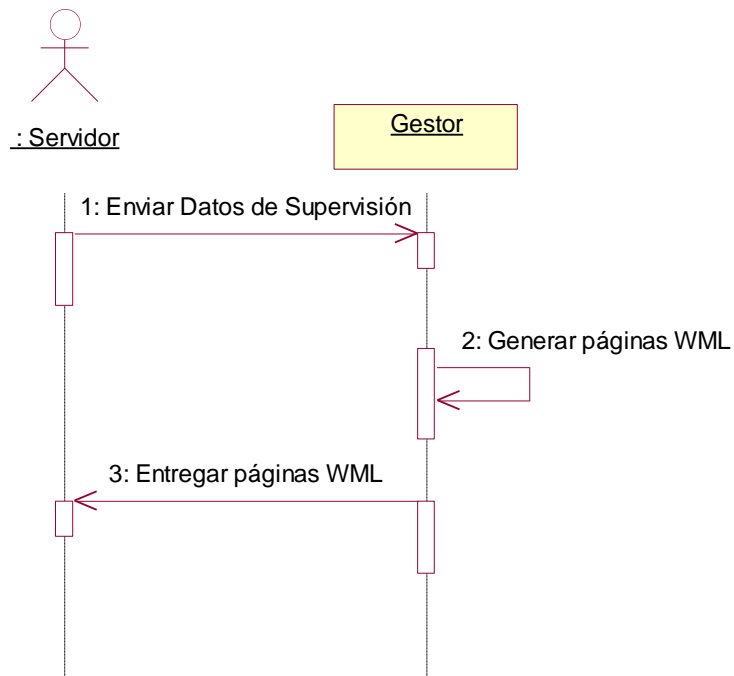 : Servidor
Gestor
1: Enviar Datos de Supervisión
2: Generar páginas WML
3: Entregar páginas WML